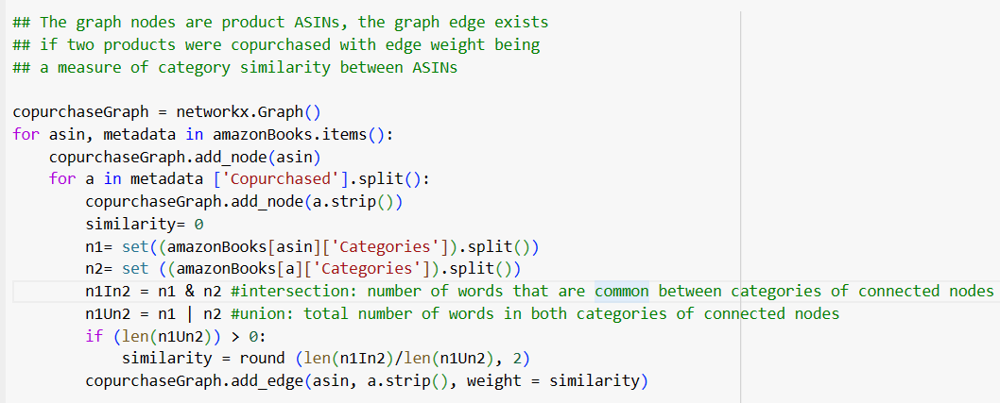 ## The graph nodes are product ASINs, the graph edge exists
## if two products were copurchased with edge weight being
## a measure of category similarity between ASINs
copurchaseGraph = networkx.Graph()
for asin, metadata in amazonBooks.items():
    copurchaseGraph.add_node(asin)
    for a in metadata ['Copurchased'].split():
        copurchaseGraph.add_node(a.strip())
        similarity= 0
        n1= set((amazonBooks[asin]['Categories']).split())
        n2= set ((amazonBooks[a]['Categories']).split())
        n1In2 = n1 & n2 #intersection: number of words that are common between categories of connected nodes
        n1Un2 = n1 | n2 #union: total number of words in both categories of connected nodes
        if (len(n1Un2)) > 0:
            similarity = round (len(n1In2)/len(n1Un2), 2)
        copurchaseGraph.add_edge(asin, a.strip(), weight = similarity)